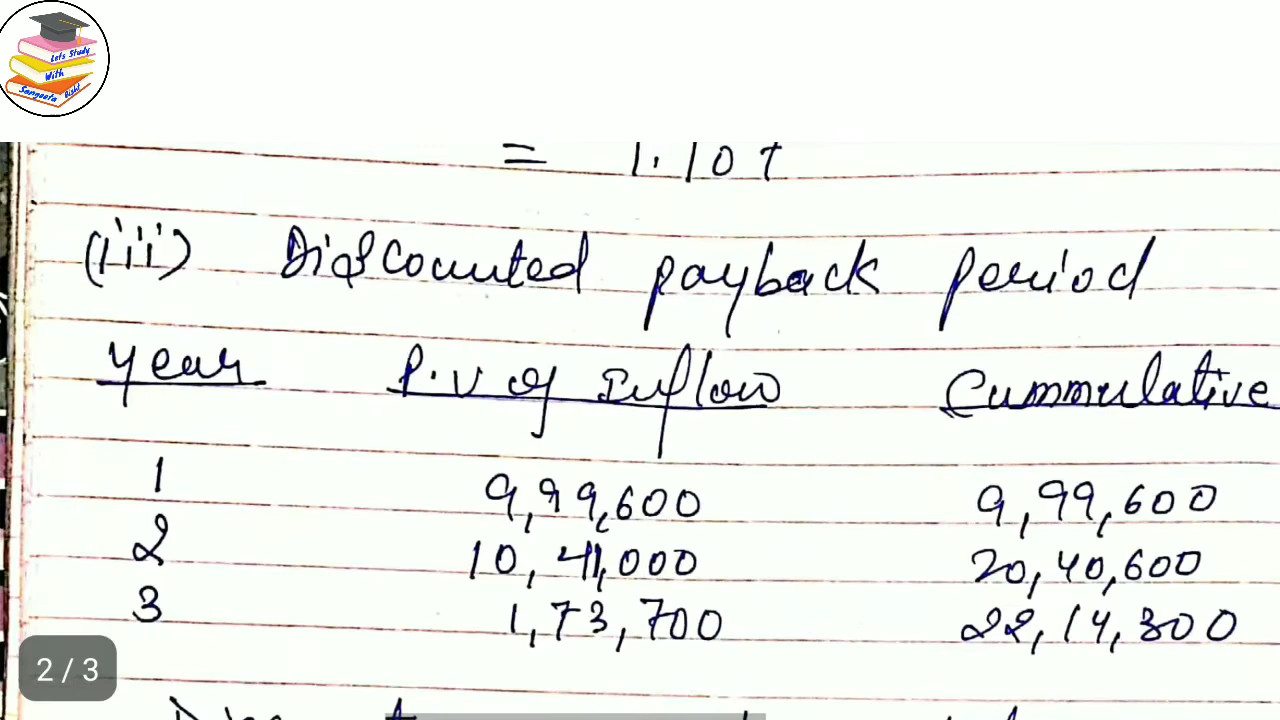 Lets Study
With
Sangeeta Bisht
= 1.107
(iii) Discounted payback period
Year P.V of Inflow Cummulative
1 9,99,600 9,99,600
2 10,41,000 20,40,600
3 1,73,700 22,14,300
2 / 3